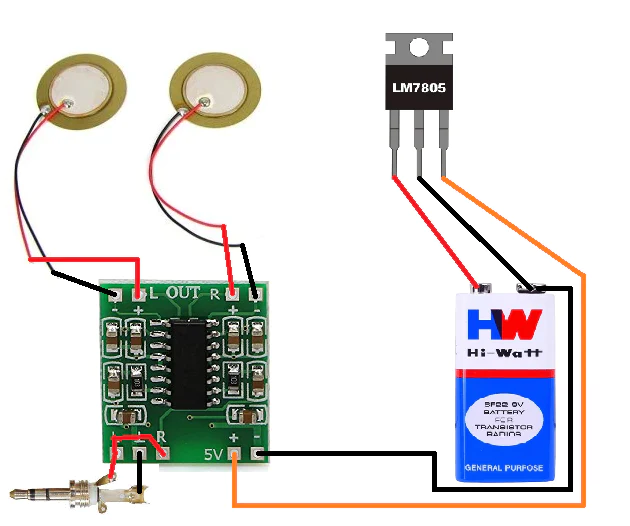 LM7805
HW
Hi-Watt
6F22 9V
BATTERY
FOR
TRANSISTOR
RADIOS
GENERAL PURPOSE
- + L OUT R + -
L ⊥ R 5V + -